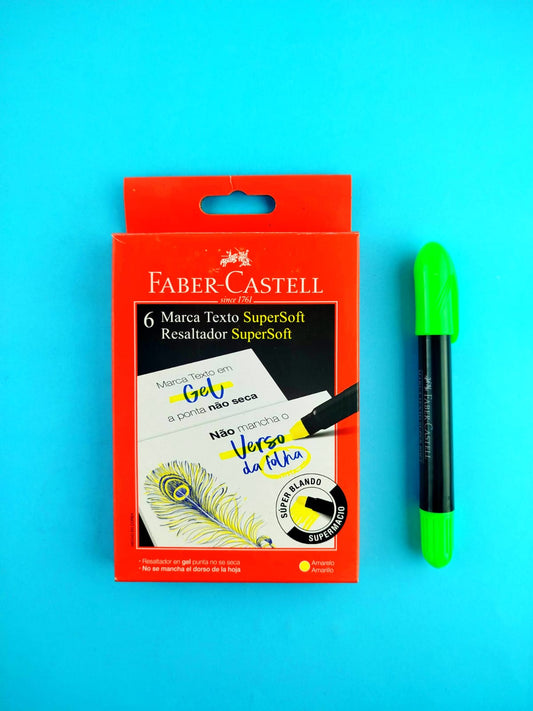 FABER-CASTELL
since 1761
6 Marca Texto SuperSoft
Resaltador SuperSoft
Marca Texto em
Gel
a ponta não seca
Não mancha o
Verso
da folha
SÚPER BLANDO
SUPERMACIO
• Resaltador en gel punta no se seca
• No se mancha el dorso de la hoja
Amarelo
Amarillo
FABER-CASTELL